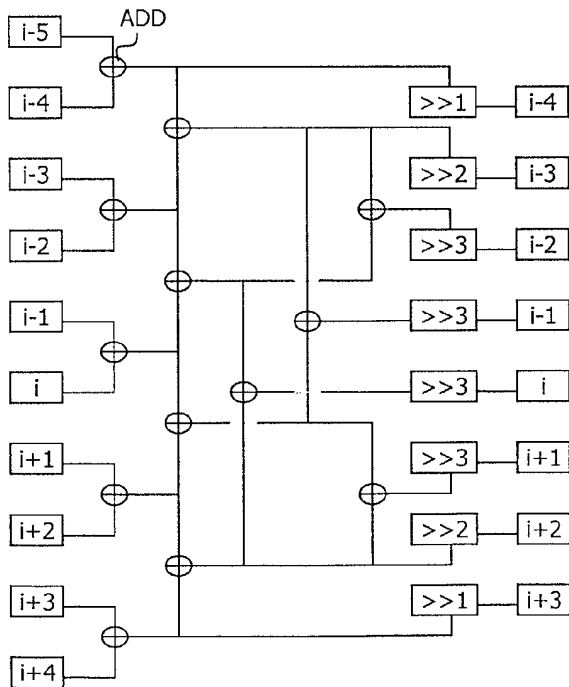 ADD
i-5
i-4
>>1 i-4
i-3
>>2 i-3
i-2
>>3 i-2
i-1
>>3 i-1
i
>>3 i
i+1
>>3 i+1
i+2
>>2 i+2
i+3
>>1 i+3
i+4